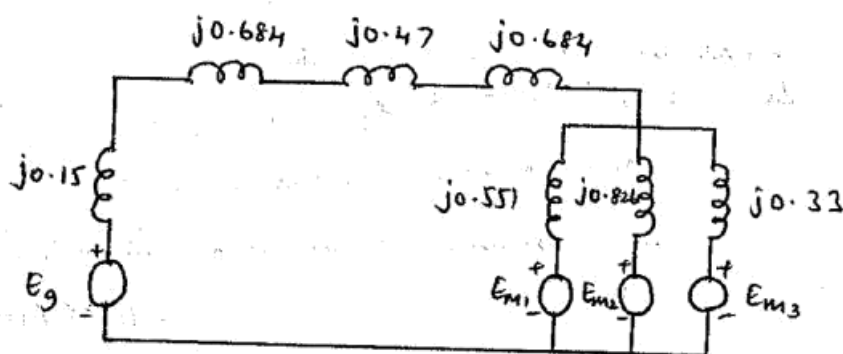 j0.684 j0.47 j0.684
j0.15 j0.551 j0.826 j0.33
+ + + +
Eg Em1 Em2 Em3
- - - -